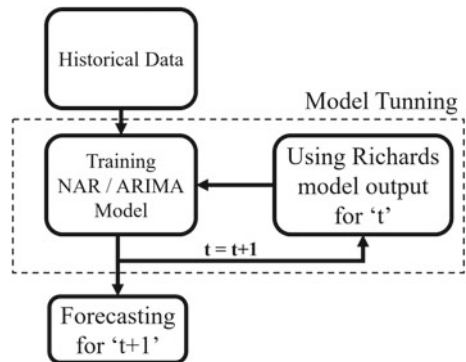 Historical Data
Model Tunning
Training
NAR / ARIMA
Model
Using Richards
model output
for ‘t’
t = t+1
Forecasting
for ‘t+1’